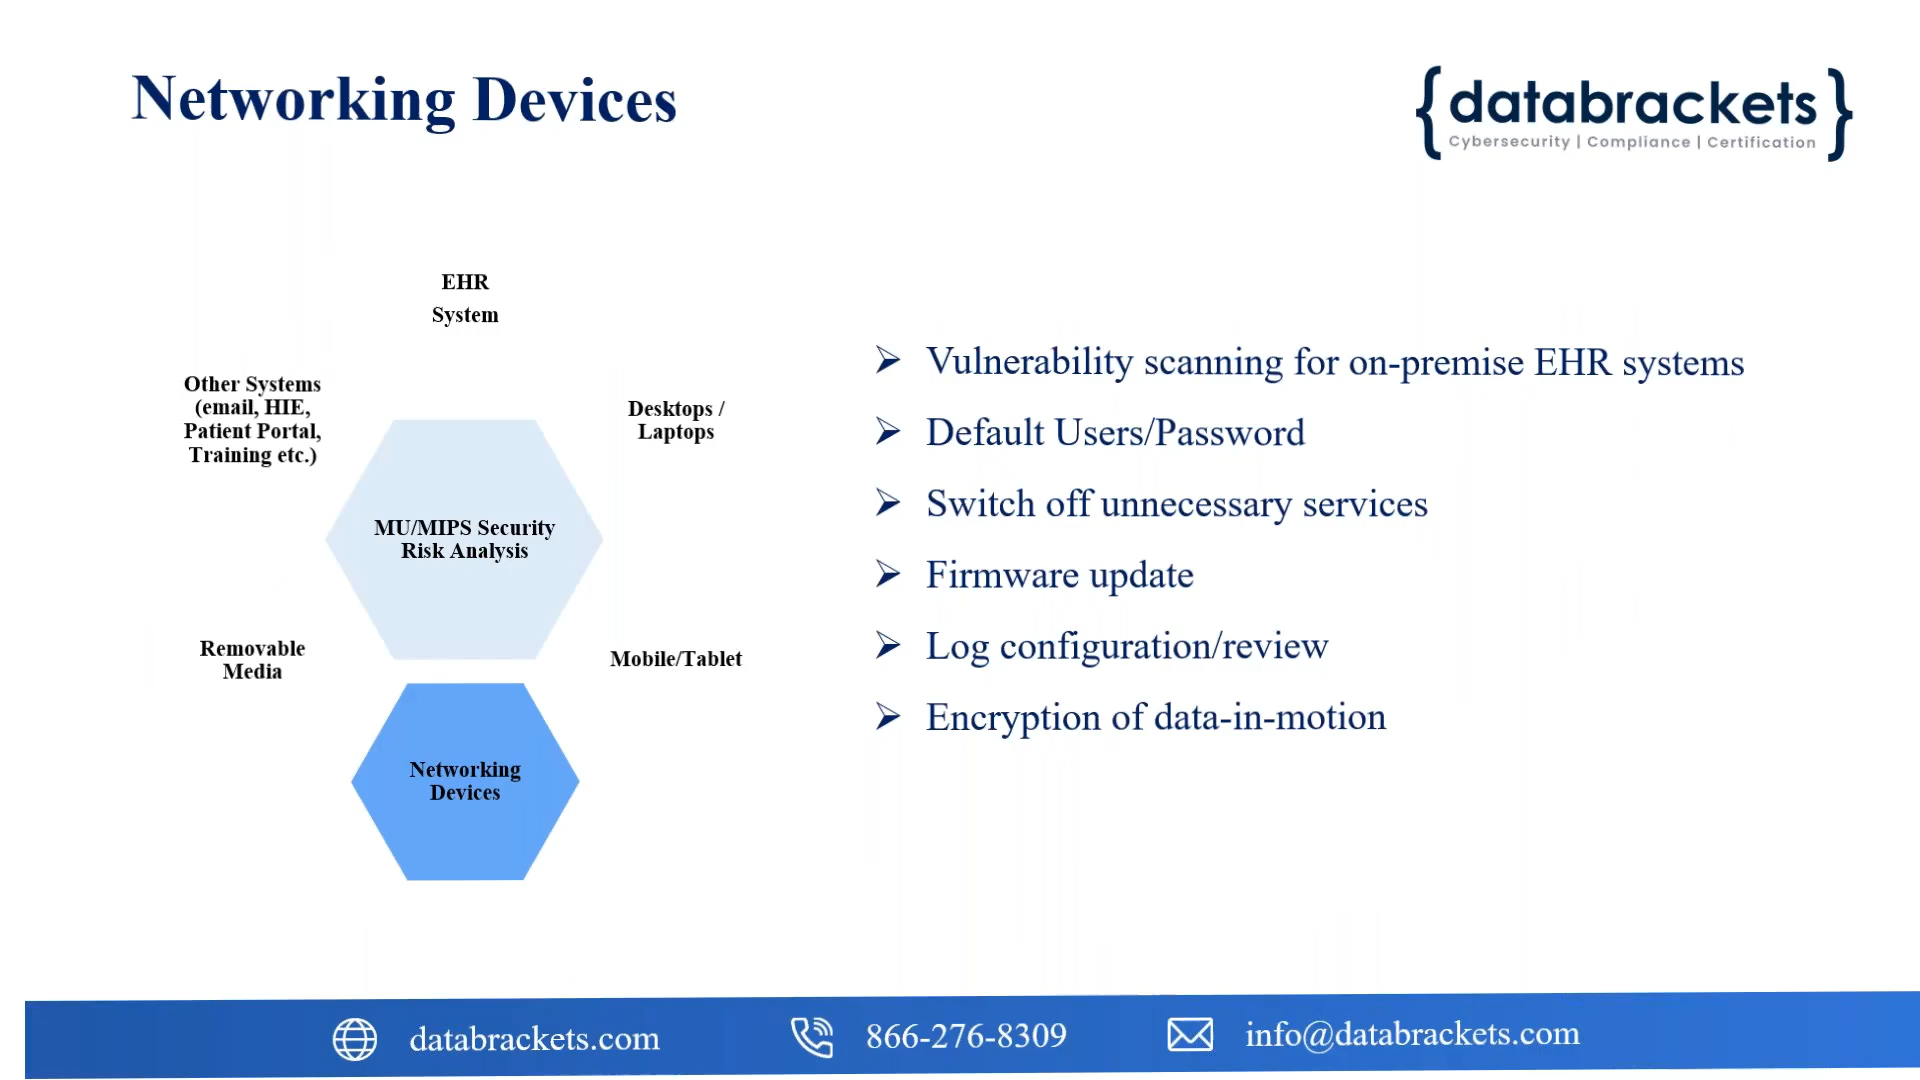 Networking Devices
{databrackets}
Cybersecurity | Compliance | Certification
EHR
System
Other Systems
(email, HIE,
Patient Portal,
Training etc.)
Desktops /
Laptops
MU/MIPS Security
Risk Analysis
Removable
Media
Mobile/Tablet
Networking
Devices
Vulnerability scanning for on-premise EHR systems
Default Users/Password
Switch off unnecessary services
Firmware update
Log configuration/review
Encryption of data-in-motion
databrackets.com
866-276-8309
info@databrackets.com